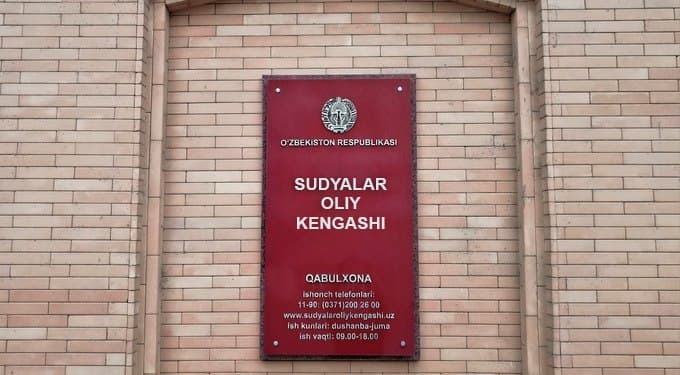 O'ZBEKISTON RESPUBLIKASI
SUDYALAR
OLIY
KENGASHI
QABULXONA
ishonch telefonlari:
11-90; (0371)200 26 00
www.sudyalaroliykengashi.uz
ish kunlari: dushanba-juma
ish vaqti: 09.00-18.00